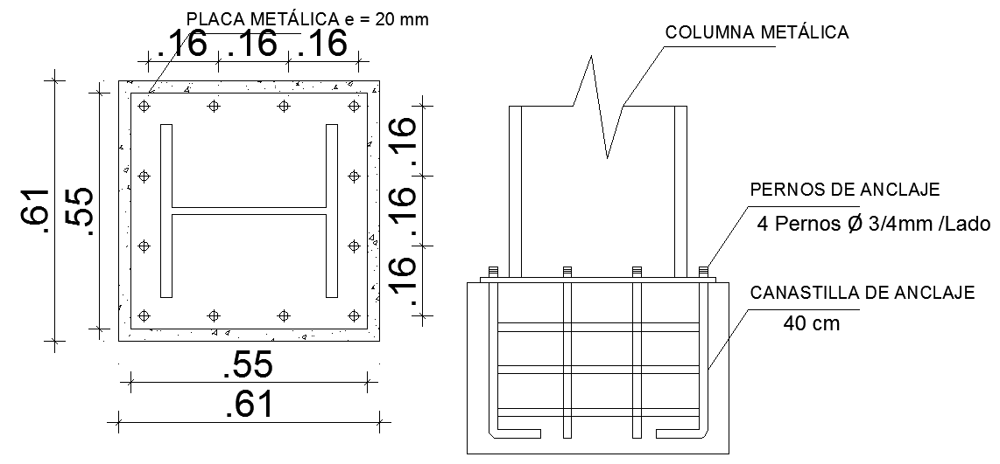 PLACA METÁLICA e = 20 mm
.16 .16 .16
.61
.55
.16
.16
.16
.55
.61
COLUMNA METÁLICA
PERNOS DE ANCLAJE
4 Pernos Ø 3/4mm /Lado
CANASTILLA DE ANCLAJE
40 cm